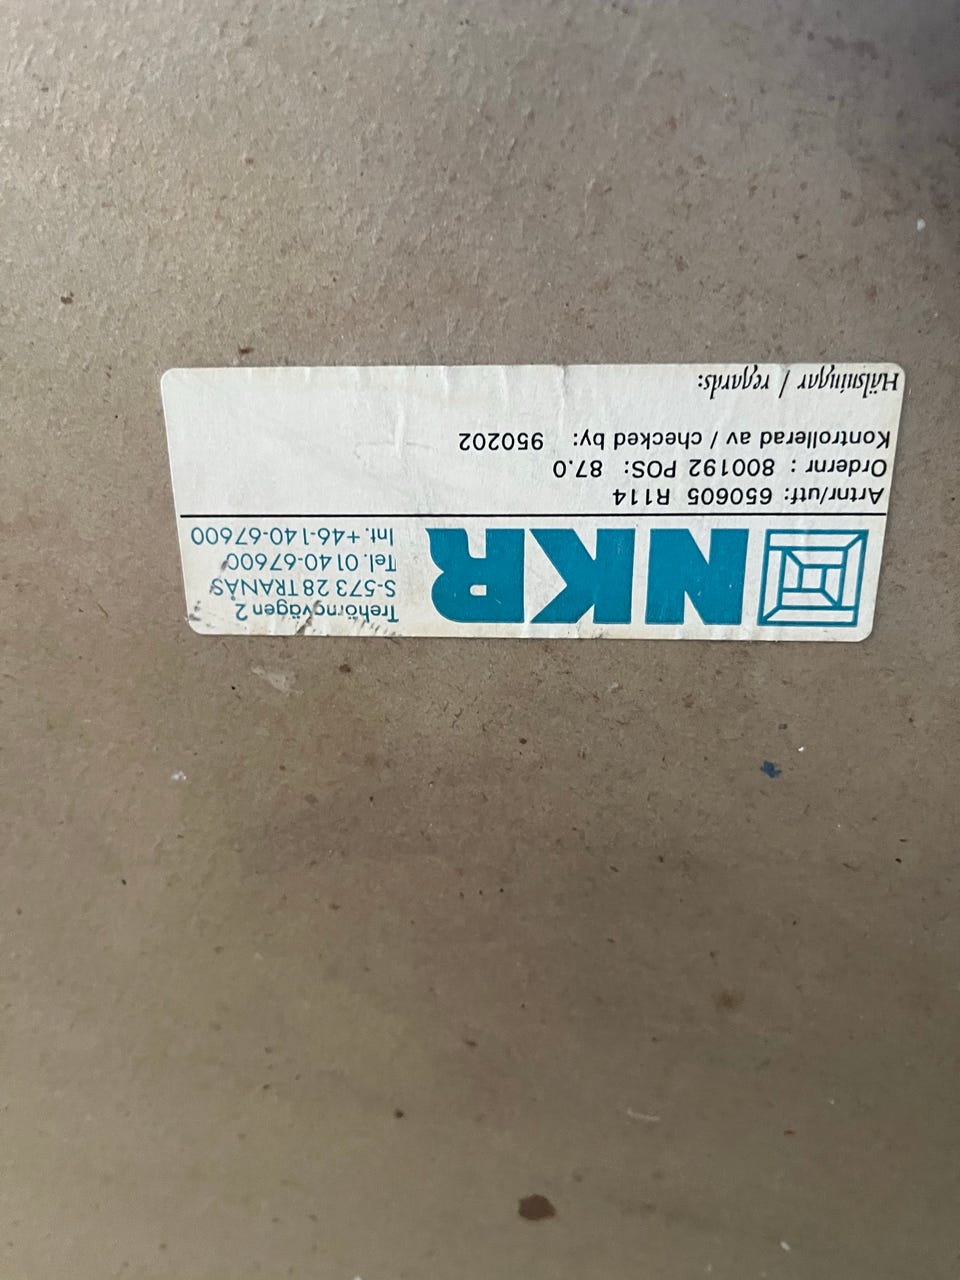 NKR
Trehörngvägen 2
S-573 28 TRANÅS
Tel. 0140-67600
Int. +46-140-67600
Artnr/utf: 650605 R114
Ordernr : 800192 POS: 87.0
Kontrollerad av / checked by: 950202
Hälsningar / regards: